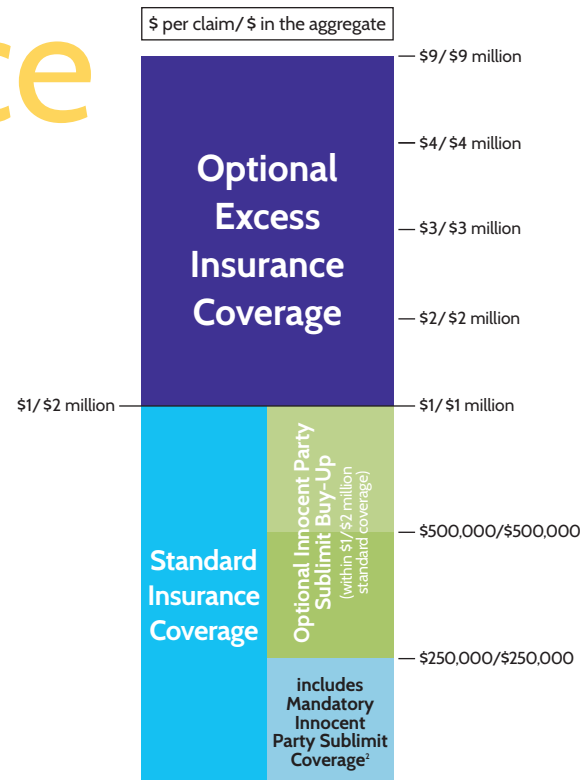 $ per claim/ $ in the aggregate
ce
$9/ $9 million
$4/ $4 million
Optional
Excess
Insurance
Coverage
$3/ $3 million
$2/ $2 million
$1/ $2 million
$1/ $1 million
Optional Innocent Party
Sublimit Buy-Up
(within $1/ $2 million
standard coverage)
$500,000/$500,000
Standard
Insurance
Coverage
$250,000/$250,000
includes
Mandatory
Innocent
Party Sublimit
Coverage²